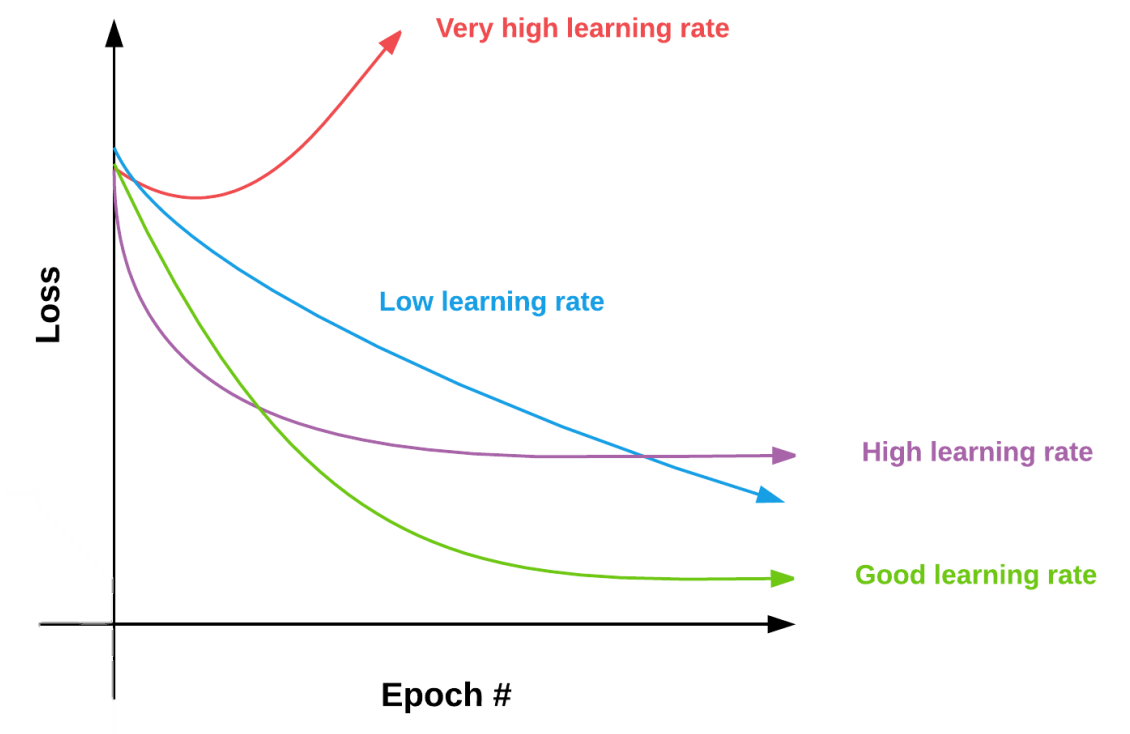 Very high learning rate
Loss
Low learning rate
High learning rate
Good learning rate
Epoch #